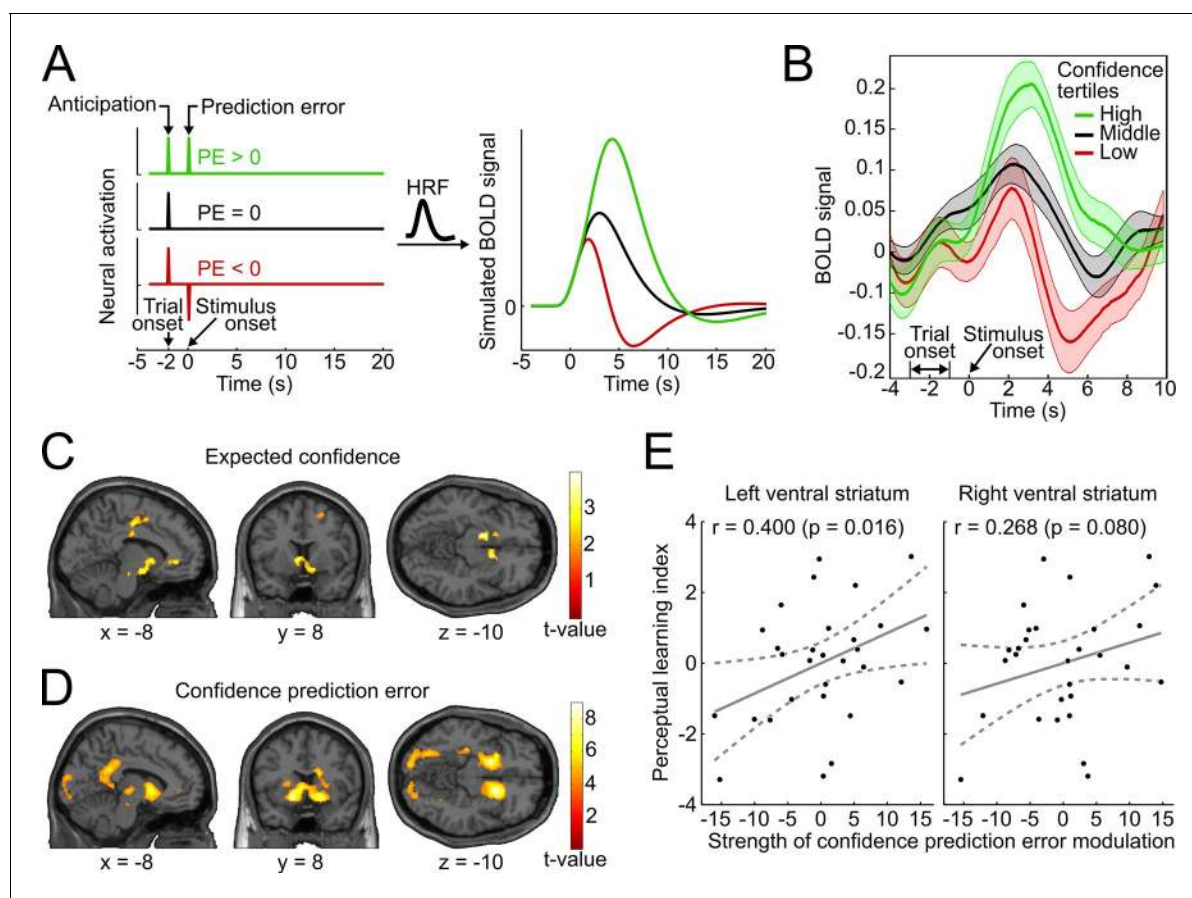 A
Anticipation
Prediction error
PE > 0
PE = 0
PE < 0
Neural activation
Trial onset
Stimulus onset
-5 -2 0 5 10 15 20
Time (s)
HRF
Simulated BOLD signal
0
-5 0 5 10 15 20
Time (s)
B
Confidence tertiles
High
Middle
Low
BOLD signal
0.2
0.15
0.1
0.05
0
-0.1
-0.15
-0.2
Trial onset
Stimulus onset
-4 -2 0 2 4 6 8 10
Time (s)
C
Expected confidence
x = -8
y = 8
z = -10
3
2
1
t-value
D
Confidence prediction error
x = -8
y = 8
z = -10
8
6
4
2
t-value
E
Left ventral striatum
Right ventral striatum
r = 0.400 (p = 0.016)
r = 0.268 (p = 0.080)
Perceptual learning index
4
2
0
-2
-4
-15 -10 -5 0 5 10 15
-15 -10 -5 0 5 10 15
Strength of confidence prediction error modulation